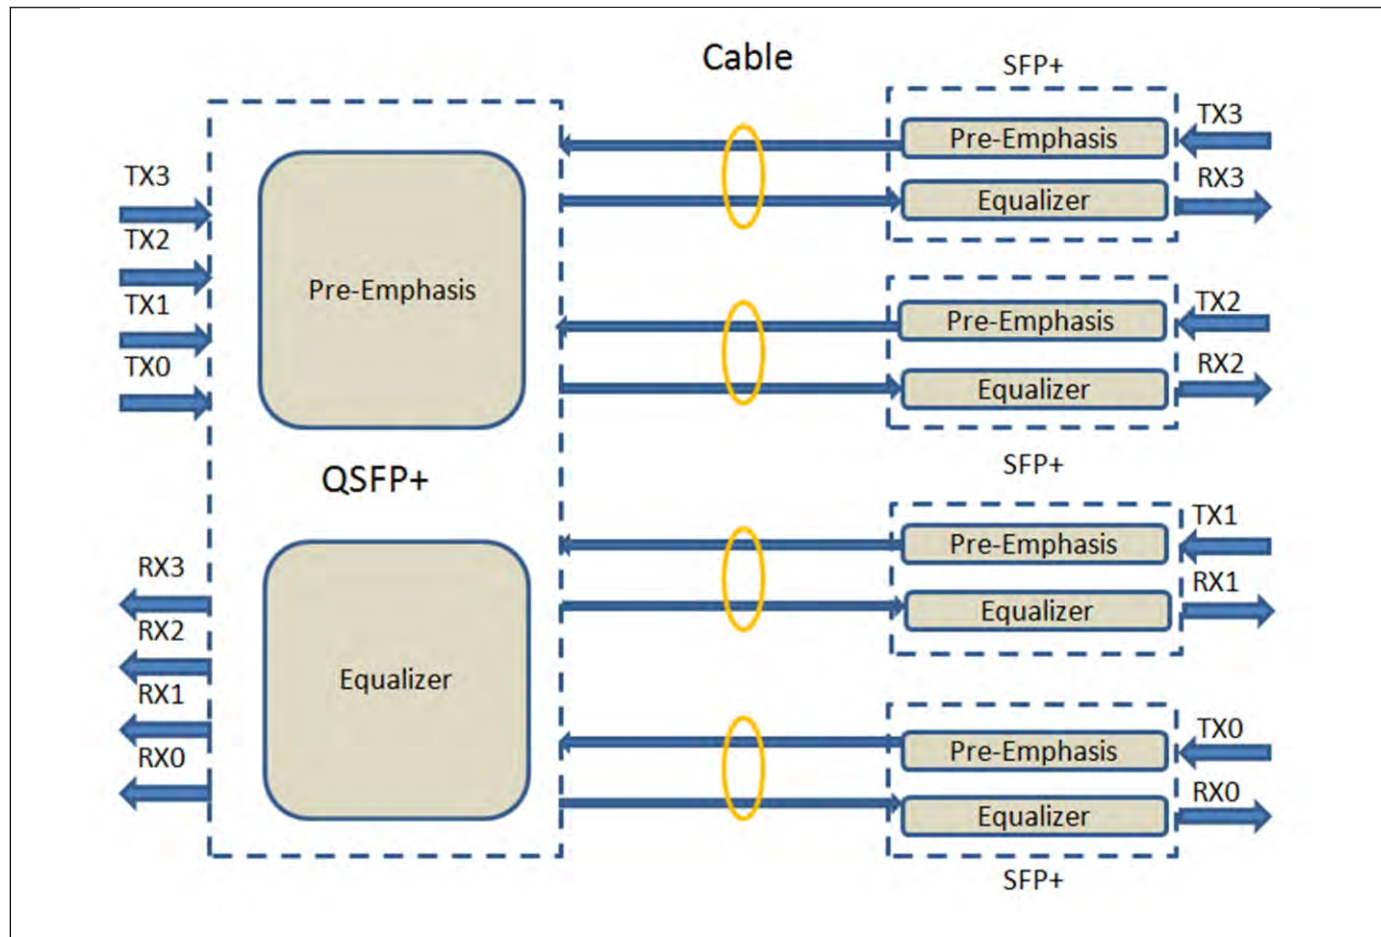 Cable
SFP+
TX3
Pre-Emphasis
RX3
Equalizer
TX3
TX2
TX1
TX0
Pre-Emphasis
TX2
Pre-Emphasis
RX2
Equalizer
QSFP+
SFP+
TX1
Pre-Emphasis
RX1
Equalizer
RX3
RX2
RX1
RX0
Equalizer
TX0
Pre-Emphasis
RX0
Equalizer
SFP+